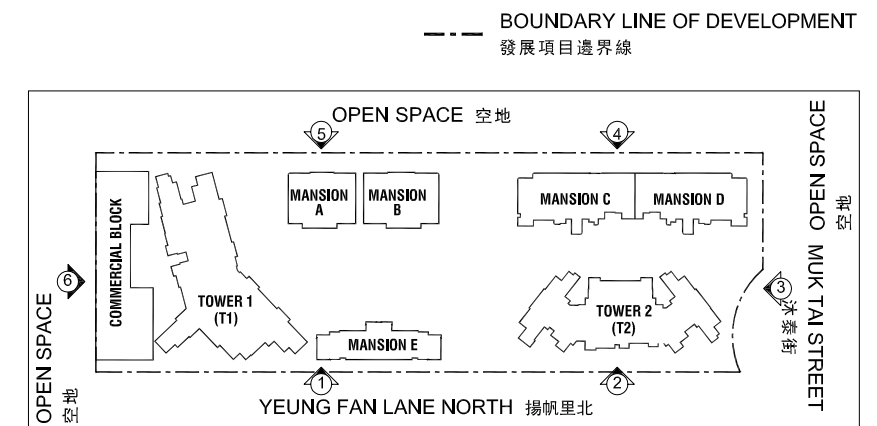 BOUNDARY LINE OF DEVELOPMENT
發展項目邊界線
OPEN SPACE 空地
5
4
COMMERCIAL BLOCK
MANSION
A
MANSION
B
MANSION C
MANSION D
OPEN SPACE
空地
6
3
TOWER 1
(T1)
TOWER 2
(T2)
MANSION E
MUK TAI STREET
沐泰街
OPEN SPACE
空地
1
2
YEUNG FAN LANE NORTH 揚帆里北